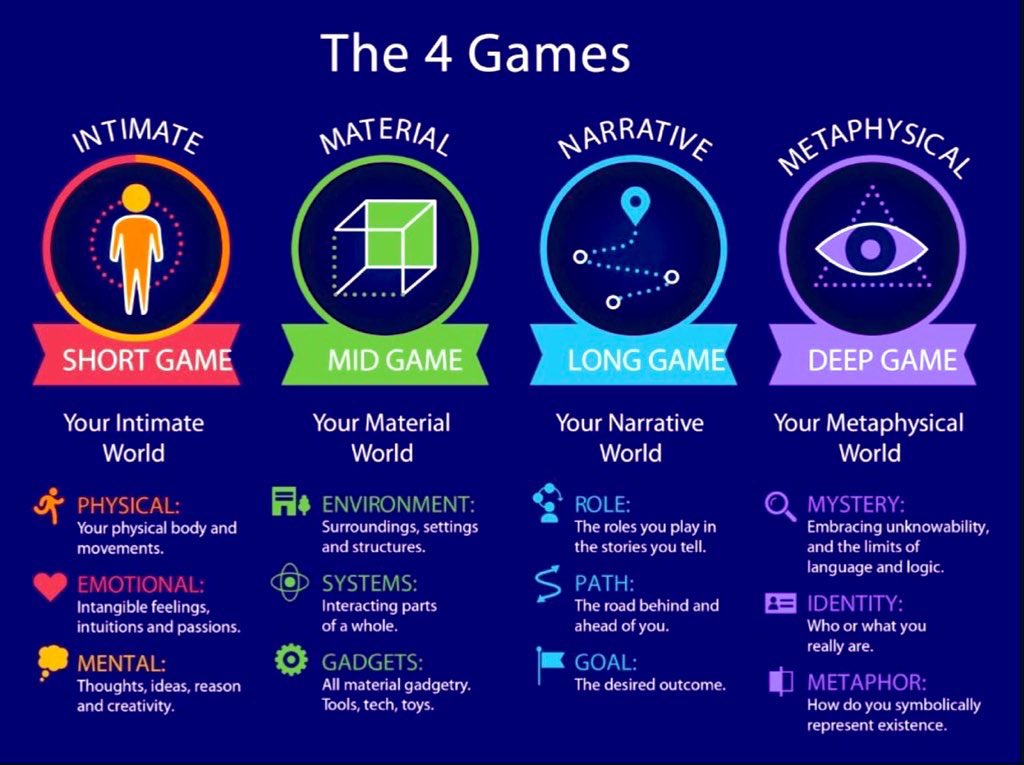 The 4 Games
INTIMATE
SHORT GAME
Your Intimate
World
PHYSICAL:
Your physical body and
movements.
EMOTIONAL:
Intangible feelings,
intuitions and passions.
MENTAL:
Thoughts, ideas, reason
and creativity.
MATERIAL
MID GAME
Your Material
World
ENVIRONMENT:
Surroundings, settings
and structures.
SYSTEMS:
Interacting parts
of a whole.
GADGETS:
All material gadgetry.
Tools, tech, toys.
NARRATIVE
LONG GAME
Your Narrative
World
ROLE:
The roles you play in
the stories you tell.
PATH:
The road behind and
ahead of you.
GOAL:
The desired outcome.
METAPHYSICAL
DEEP GAME
Your Metaphysical
World
MYSTERY:
Embracing unknowability,
and the limits of
language and logic.
IDENTITY:
Who or what you
really are.
METAPHOR:
How do you symbolically
represent existence.